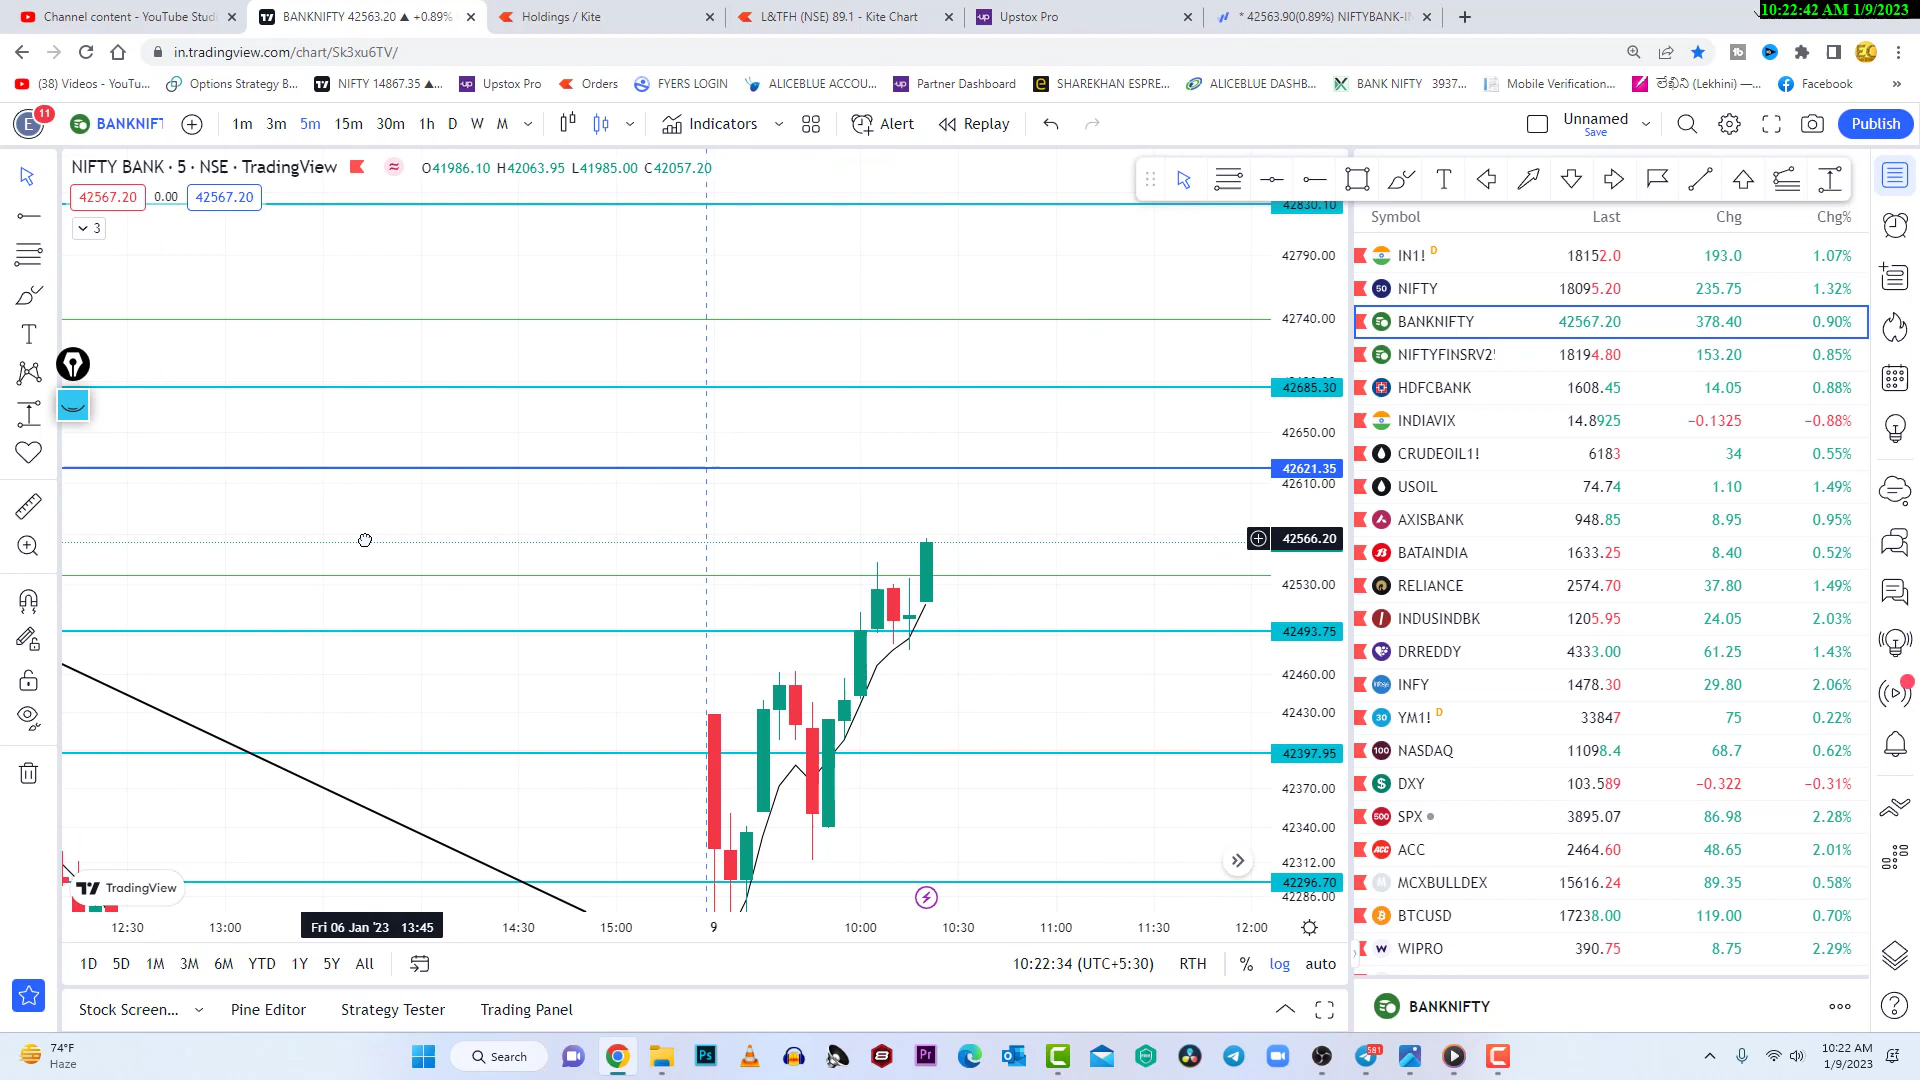 Channel content - YouTube Studi
BANKNIFTY 42563.20 ▲ +0.89%
Holdings / Kite
L&TFH (NSE) 89.1 - Kite Chart
Upstox Pro
* 42563.90(0.89%) NIFTYBANK-IN
10:22:42 AM 1/9/2023
in.tradingview.com/chart/Sk3xu6TV/
(38) Videos - YouTu...
Options Strategy B...
NIFTY 14867.35 ▲...
Upstox Pro
Orders
FYERS LOGIN
ALICEBLUE ACCOU...
Partner Dashboard
SHAREKHAN ESPRE...
ALICEBLUE DASHB...
BANK NIFTY 3937...
Mobile Verification...
లేఖిని (Lekhini) —...
Facebook
E
11
BANKNIFT
1m 3m 5m 15m 30m 1h D W M
Indicators
Alert
Replay
Unnamed
Save
Publish
NIFTY BANK · 5 · NSE · TradingView
O41986.10 H42063.95 L41985.00 C42057.20
42567.20 0.00 42567.20
3
42830.10
42790.00
42740.00
42685.30
42650.00
42621.35
42610.00
42566.20
42530.00
42493.75
42460.00
42430.00
42397.95
42370.00
42340.00
42312.00
42296.70
42286.00
TradingView
12:30 13:00 Fri 06 Jan '23 13:45 14:30 15:00 9 10:00 10:30 11:00 11:30 12:00
1D 5D 1M 3M 6M YTD 1Y 5Y All
10:22:34 (UTC+5:30) RTH % log auto
Stock Screen... Pine Editor Strategy Tester Trading Panel
Symbol Last Chg Chg%
IN1! D 18152.0 193.0 1.07%
NIFTY 18095.20 235.75 1.32%
BANKNIFTY 42567.20 378.40 0.90%
NIFTYFINSRV2! 18194.80 153.20 0.85%
HDFCBANK 1608.45 14.05 0.88%
INDIAVIX 14.8925 −0.1325 −0.88%
CRUDEOIL1! 6183 34 0.55%
USOIL 74.74 1.10 1.49%
AXISBANK 948.85 8.95 0.95%
BATAINDIA 1633.25 8.40 0.52%
RELIANCE 2574.70 37.80 1.49%
INDUSINDBK 1205.95 24.05 2.03%
DRREDDY 4333.00 61.25 1.43%
INFY 1478.30 29.80 2.06%
YM1! D 33847 75 0.22%
NASDAQ 11098.4 68.7 0.62%
DXY 103.589 −0.322 −0.31%
SPX 3895.07 86.98 2.28%
ACC 2464.60 48.65 2.01%
MCXBULLDEX 15616.24 89.35 0.58%
BTCUSD 17238.00 119.00 0.70%
WIPRO 390.75 8.75 2.29%
BANKNIFTY
74°F
Haze
Search
581
10:22 AM
1/9/2023